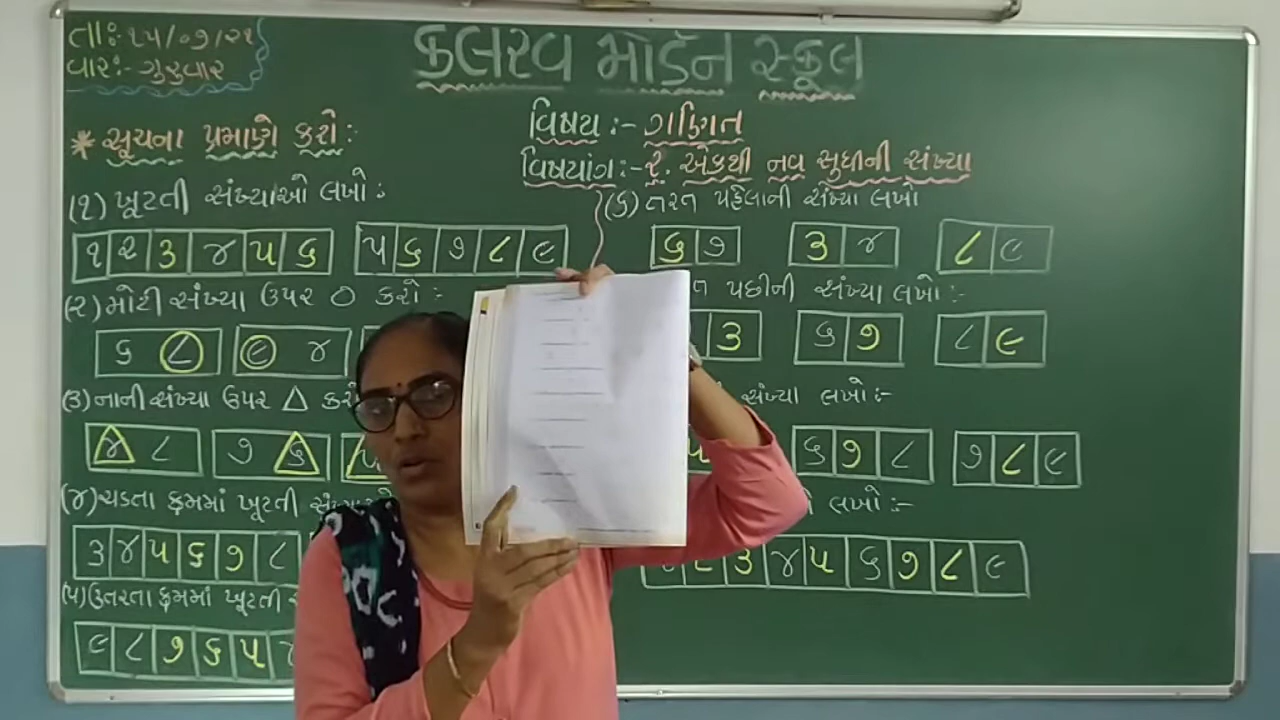 તાઃ-૧૫/૦૭/૨૧
વારઃ- ગુરુવાર
કલરવ મોર્ડન સ્કૂલ
વિષય :- ગણિત
વિષયાંગ:- ૨. એકથી નવ સુધીની સંખ્યા
* સૂચના પ્રમાણે કરો :
(૧) ખૂટતી સંખ્યાઓ લખો :
૧ ૨ ૩ ૪ ૫ ૬ ૫ ૬ ૭ ૮ ૯
(૨) મોટી સંખ્યા ઉપર ○ કરો :-
૬ ૮ ૯ ૪
(૩) નાની સંખ્યા ઉપર △ કરો
૪ ૮ ૭ ૬
(૪) ચડતા ક્રમમાં ખૂટતી
૩ ૪ ૫ ૬ ૭ ૮
(૫) ઉતરતા ક્રમમાં ખૂટતી
૯ ૮ ૭ ૬ ૫
(૬) તરત પહેલાની સંખ્યા લખો
૬ ૭ ૩ ૪ ૮ ૯
પછીની સંખ્યા લખો :-
૩ ૬ ૭ ૮ ૯
સંખ્યા લખો :-
૬ ૭ ૮ ૭ ૮ ૯
લખો :-
૩ ૪ ૫ ૬ ૭ ૮ ૯